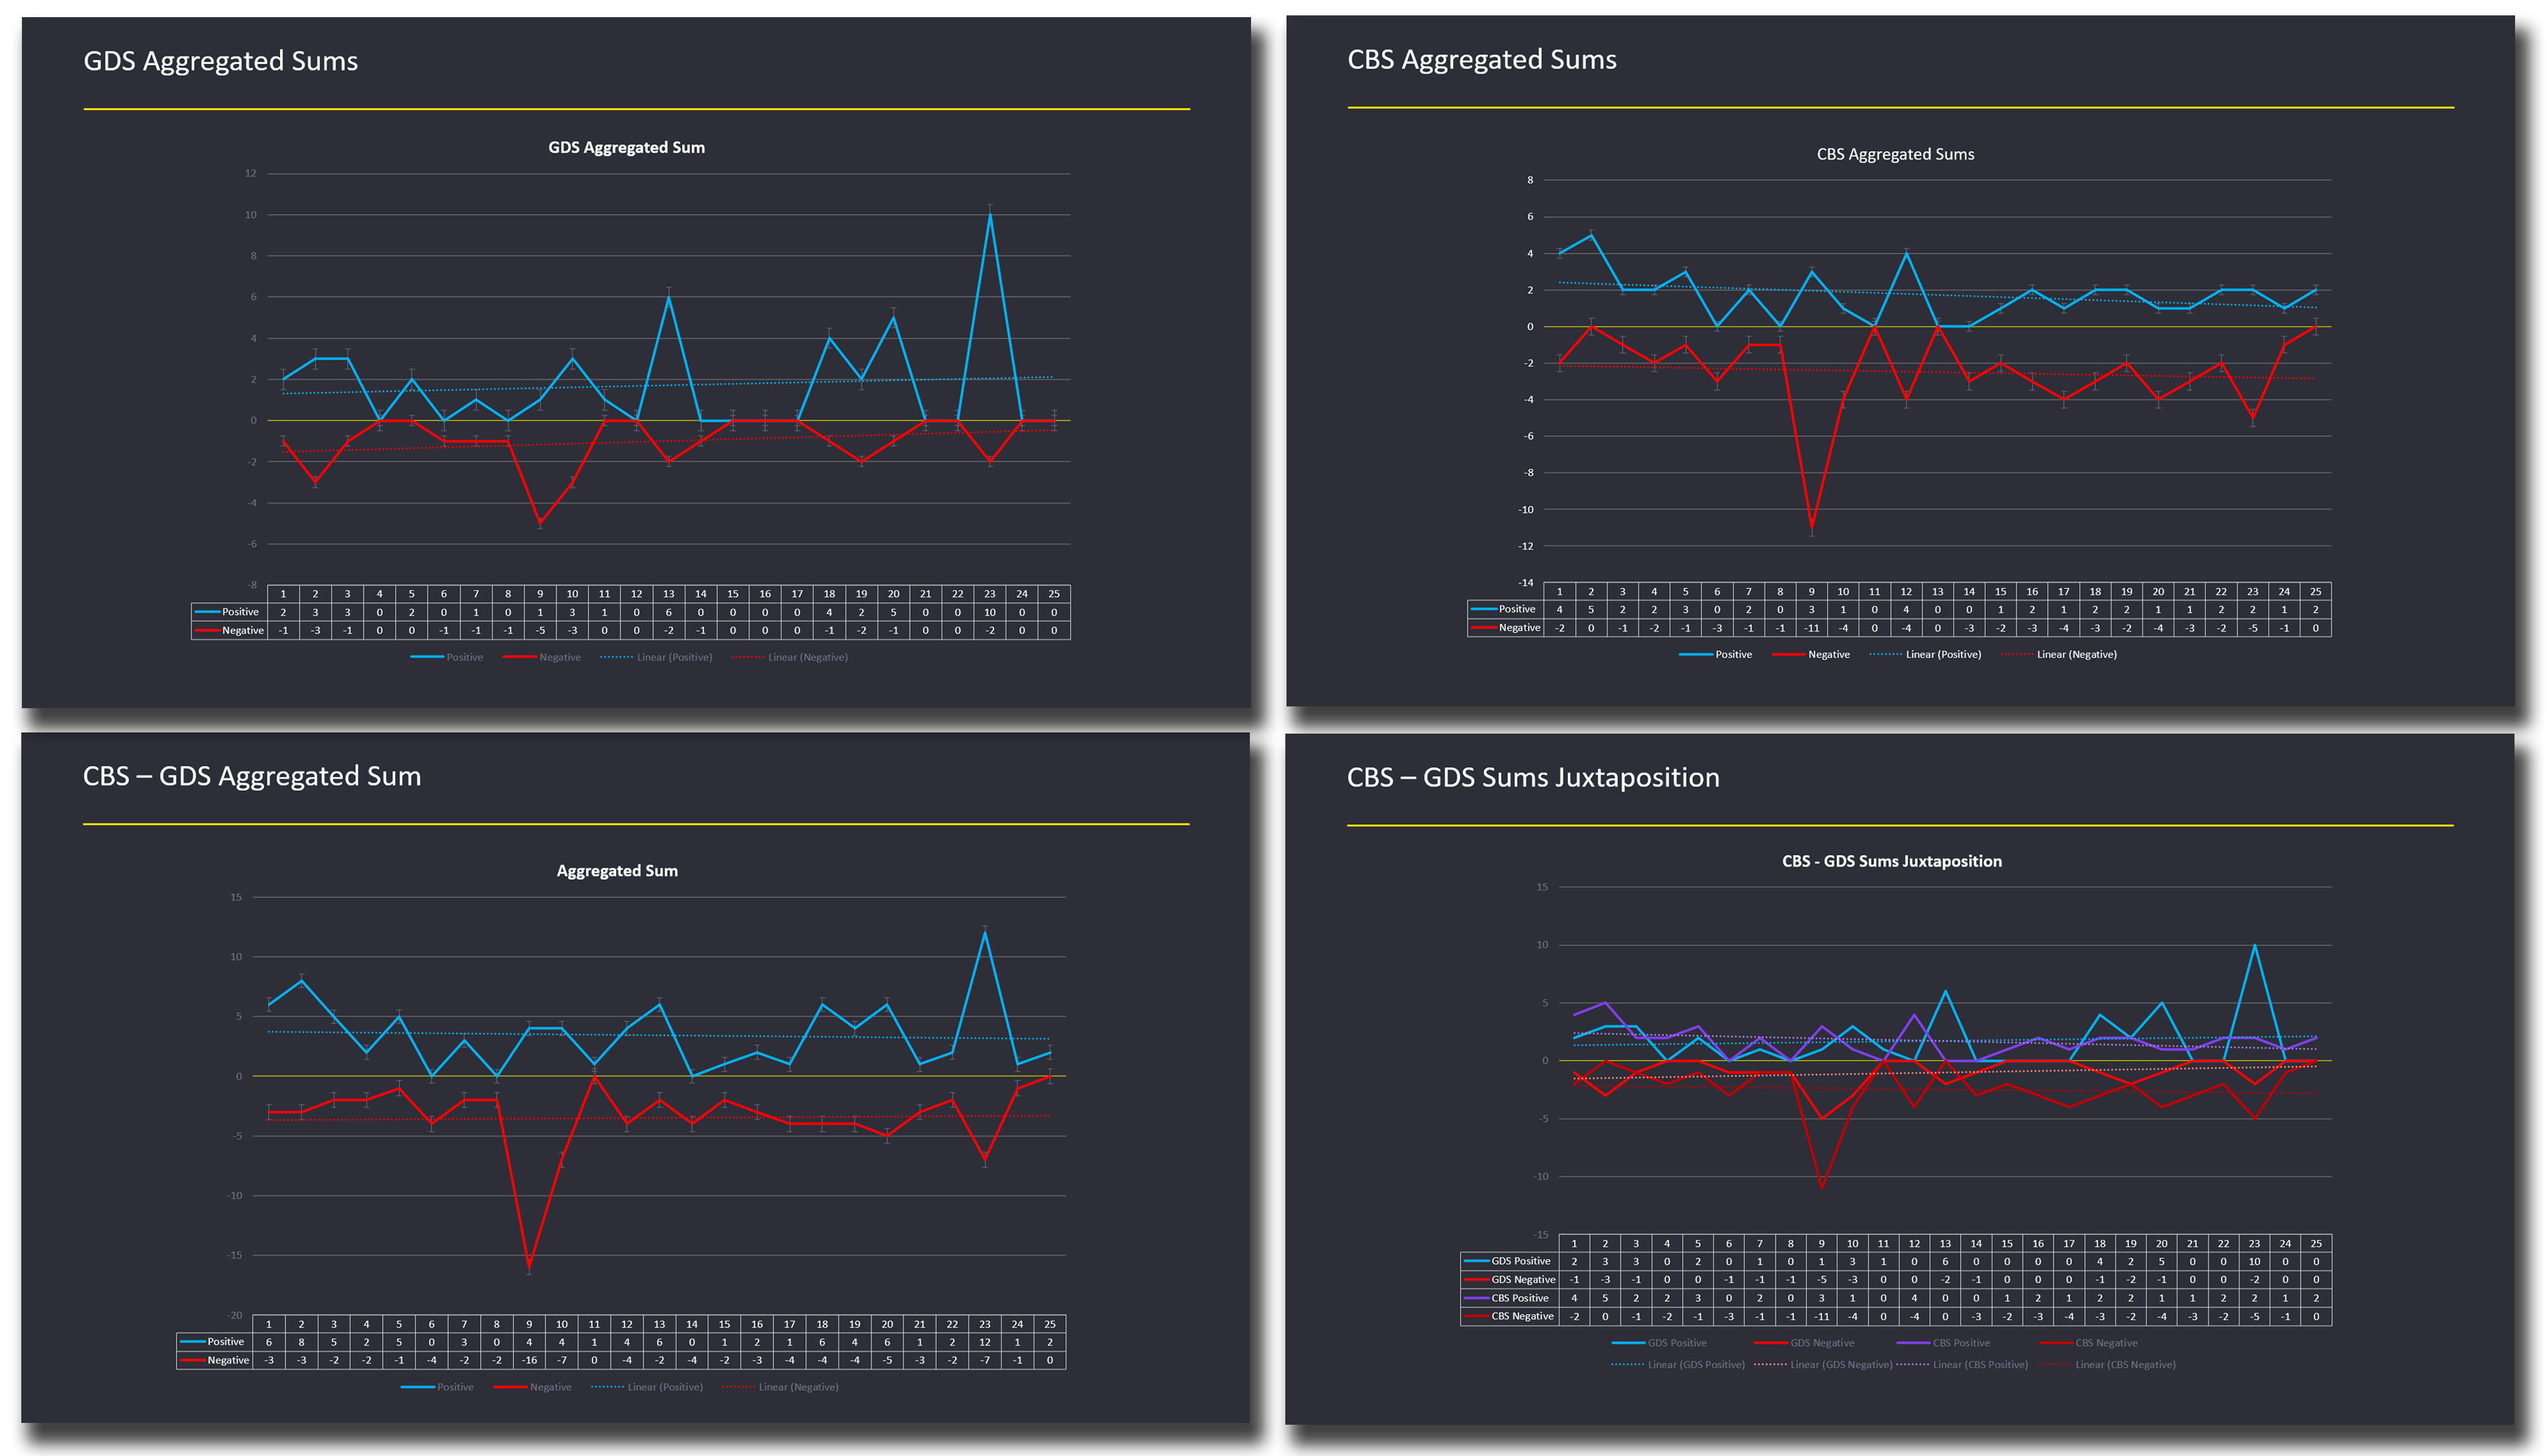 GDS Aggregated Sums
GDS Aggregated Sum
12
10
8
6
4
2
0
-2
-4
-6
-8
1 2 3 4 5 6 7 8 9 10 11 12 13 14 15 16 17 18 19 20 21 22 23 24 25
Positive 2 3 3 0 2 0 1 0 1 3 1 0 6 0 0 0 0 4 2 5 0 0 10 0 0
Negative -1 -3 -1 0 0 -1 -1 -1 -5 -3 0 0 -2 -1 0 0 0 -1 -2 -1 0 0 -2 0 0
Positive Negative Linear (Positive) Linear (Negative)
CBS Aggregated Sums
CBS Aggregated Sums
8
6
4
2
0
-2
-4
-6
-8
-10
-12
-14
1 2 3 4 5 6 7 8 9 10 11 12 13 14 15 16 17 18 19 20 21 22 23 24 25
Positive 4 5 2 2 3 0 2 0 3 1 0 4 0 0 1 2 1 2 2 1 1 2 2 1 2
Negative -2 0 -1 -2 -1 -3 -1 -1 -11 -4 0 -4 0 -3 -2 -3 -4 -3 -2 -4 -3 -2 -5 -1 0
Positive Negative Linear (Positive) Linear (Negative)
CBS – GDS Aggregated Sum
Aggregated Sum
15
10
5
0
-5
-10
-15
-20
1 2 3 4 5 6 7 8 9 10 11 12 13 14 15 16 17 18 19 20 21 22 23 24 25
Positive 6 8 5 2 5 0 3 0 4 4 1 4 6 0 1 2 1 6 4 6 1 2 12 1 2
Negative -3 -3 -2 -2 -1 -4 -2 -2 -16 -7 0 -4 -2 -4 -2 -3 -4 -4 -4 -5 -3 -2 -7 -1 0
Positive Negative Linear (Positive) Linear (Negative)
CBS – GDS Sums Juxtaposition
CBS - GDS Sums Juxtaposition
15
10
5
0
-5
-10
-15
1 2 3 4 5 6 7 8 9 10 11 12 13 14 15 16 17 18 19 20 21 22 23 24 25
GDS Positive 2 3 3 0 2 0 1 0 1 3 1 0 6 0 0 0 0 4 2 5 0 0 10 0 0
GDS Negative -1 -3 -1 0 0 -1 -1 -1 -5 -3 0 0 -2 -1 0 0 0 -1 -2 -1 0 0 -2 0 0
CBS Positive 4 5 2 2 3 0 2 0 3 1 0 4 0 0 1 2 1 2 2 1 1 2 2 1 2
CBS Negative -2 0 -1 -2 -1 -3 -1 -1 -11 -4 0 -4 0 -3 -2 -3 -4 -3 -2 -4 -3 -2 -5 -1 0
GDS Positive GDS Negative CBS Positive CBS Negative
Linear (GDS Positive) Linear (GDS Negative) Linear (CBS Positive) Linear (CBS Negative)